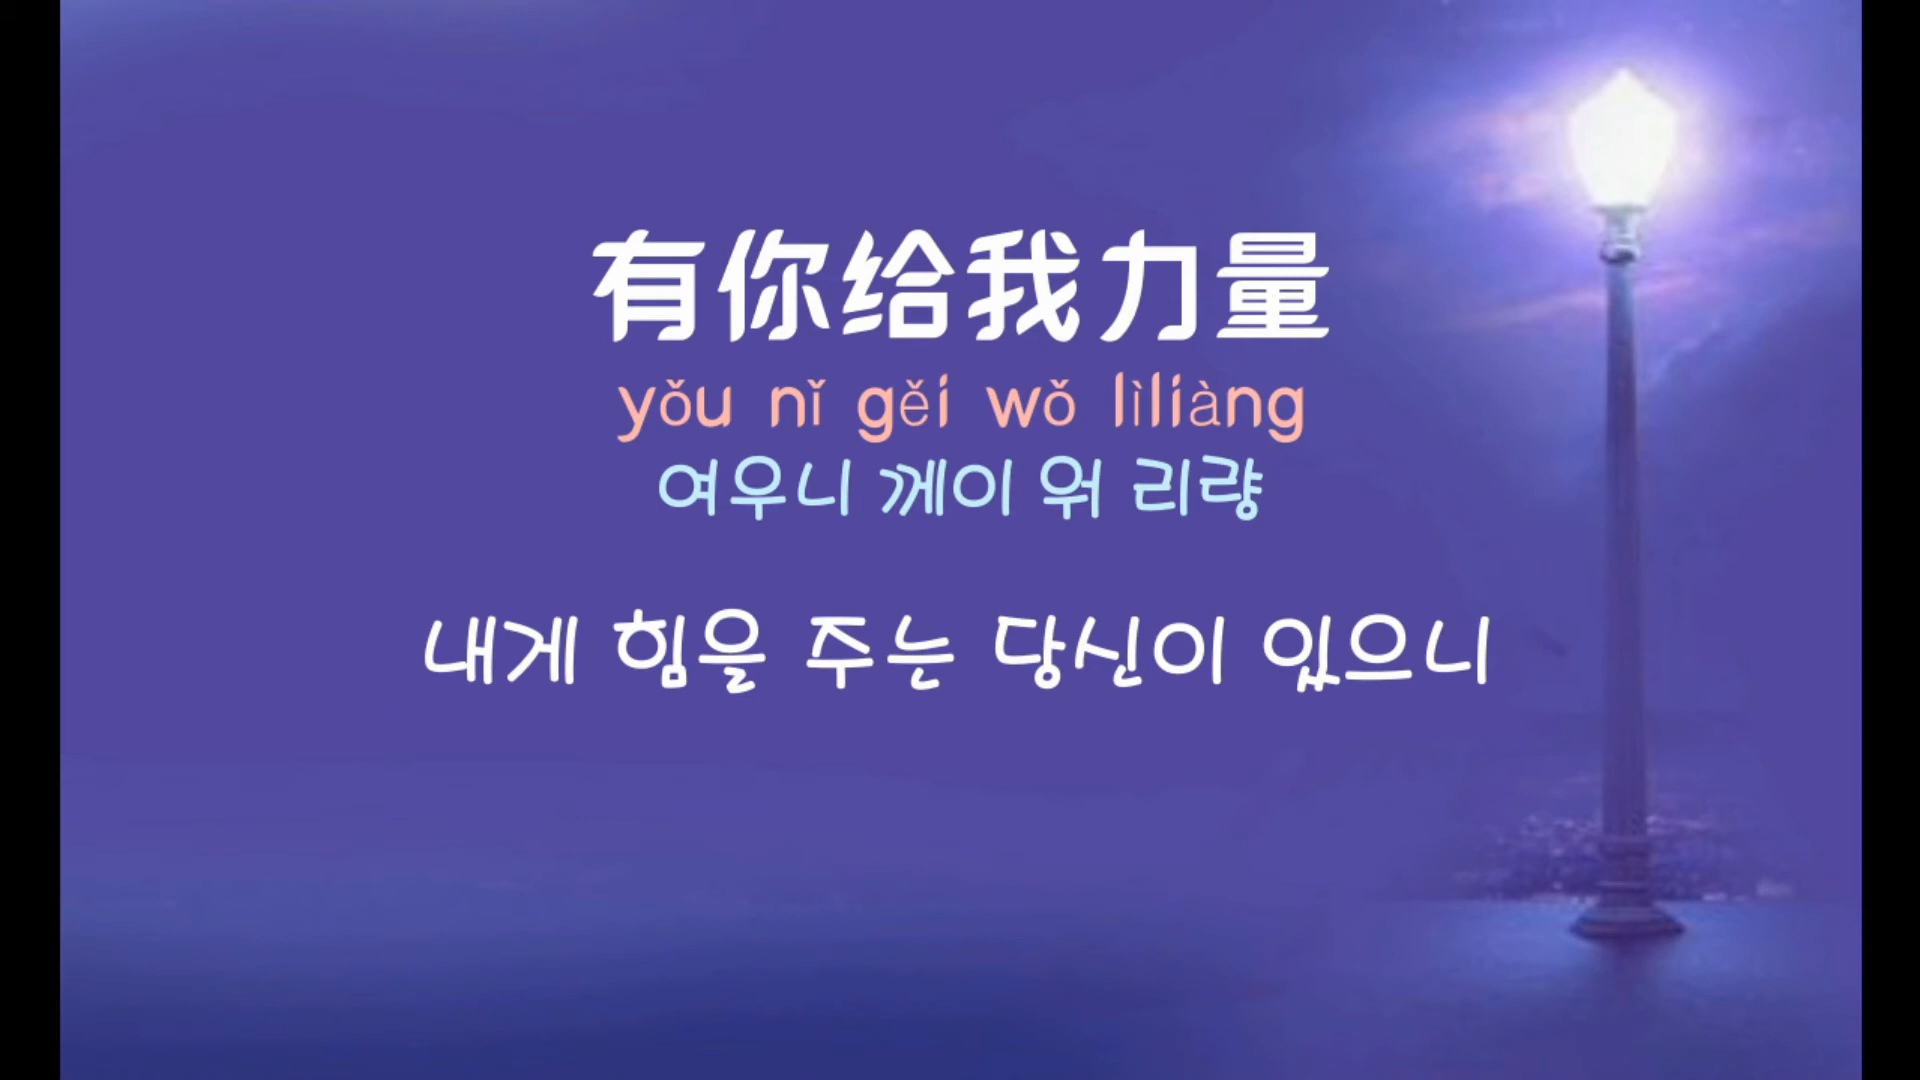 有你给我力量
yǒu nǐ gěi wǒ lìliàng
여우니 께이 워 리량
내게 힘을 주는 당신이 있으니